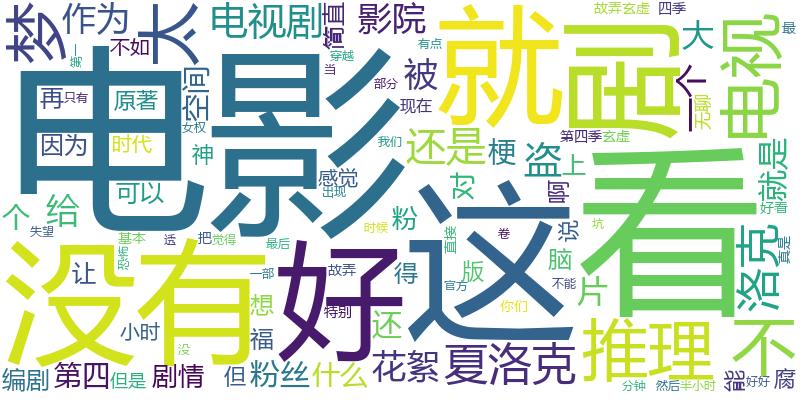 梦
作为
太
电视剧
简直
影院
故弄玄虚
四季
第一
不如
有点
穿越
当
部分
大
最
电影
就
剧
一个
电视
再
只有
原著
空间
被
现在
无聊
因为
时代
女权
神
我们
还是
梗
盗
第四季
玄虚
上
就是
可以
感觉
出现
对
啊
看
个
给
失望
基本
恐怖
透
把
觉得
最后
时候
粉
直接
卷
说
坑
洛克
好看
真是
没有
好
这
让
一部
故弄
得
版
官方
脑
片
不能
小时
想
特别
你们
福
还
推理
不
没
编剧
第四
但是
剧情
但
粉丝
什么
花絮
夏洛克
分钟
然后
半小时
能
好好
腐